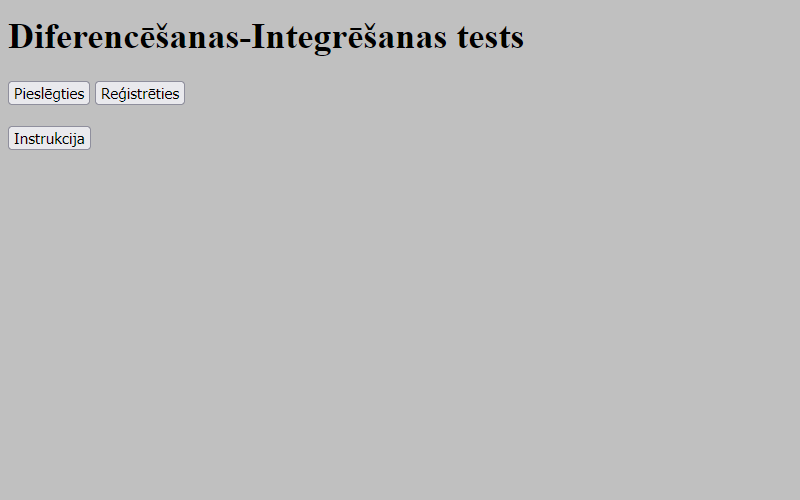 Diferencēšanas-Integrēšanas tests
Pieslēgties Reģistrēties
Instrukcija